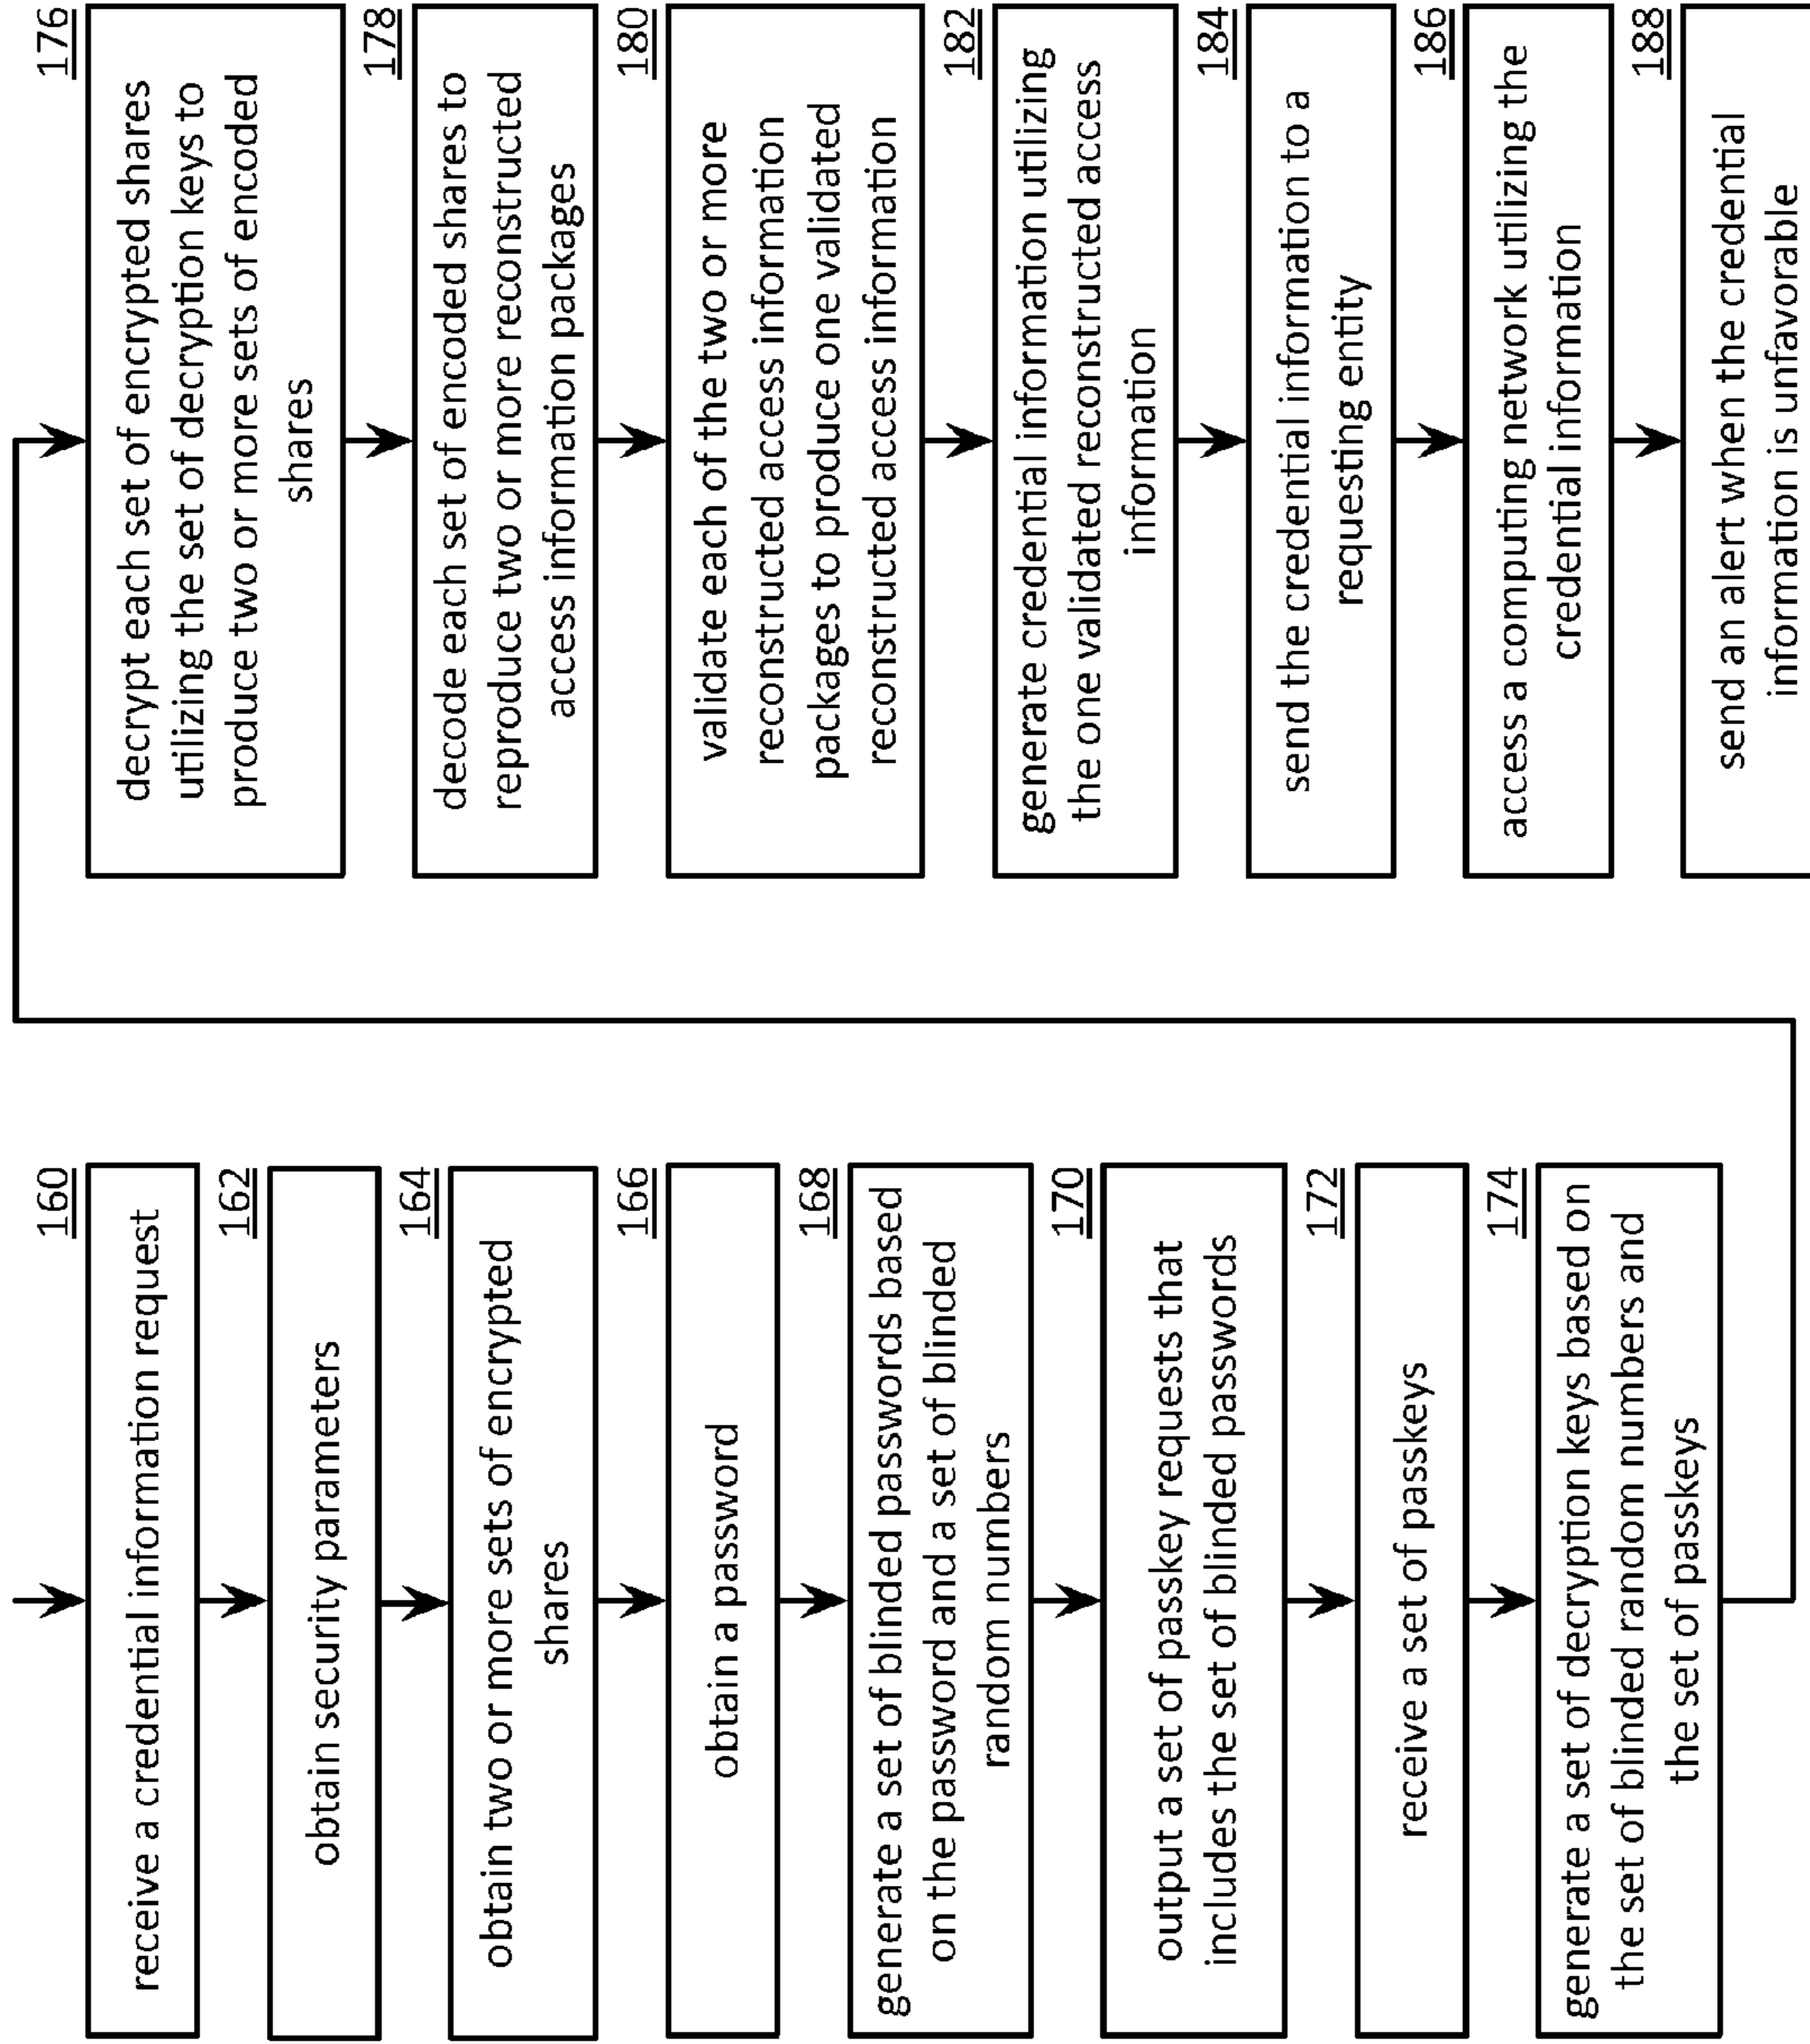 160
receive a credential information request
162
obtain security parameters
164
obtain two or more sets of encrypted
shares
166
obtain a password
168
generate a set of blinded passwords based
on the password and a set of blinded
random numbers
170
output a set of passkey requests that
includes the set of blinded passwords
172
receive a set of passkeys
174
generate a set of decryption keys based on
the set of blinded random numbers and
the set of passkeys
176
decrypt each set of encrypted shares
utilizing the set of decryption keys to
produce two or more sets of encoded
shares
178
decode each set of encoded shares to
reproduce two or more reconstructed
access information packages
180
validate each of the two or more
reconstructed access information
packages to produce one validated
reconstructed access information
182
generate credential information utilizing
the one validated reconstructed access
information
184
send the credential information to a
requesting entity
186
access a computing network utilizing the
credential information
188
send an alert when the credential
information is unfavorable